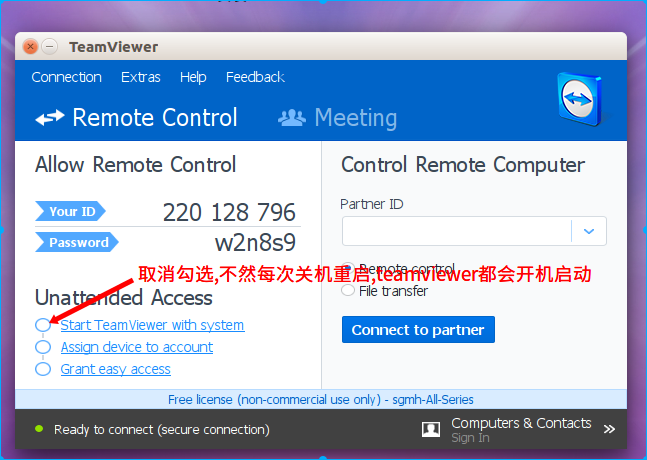 TeamViewer
Connection Extras Help Feedback
Remote Control Meeting
Allow Remote Control
Your ID 220 128 796
Password w2n8s9
取消勾选,不然每次关机重启,teamviewer都会开机启动
Unattended Access
Start TeamViewer with system
Assign device to account
Grant easy access
Control Remote Computer
Partner ID
Remote control
File transfer
Connect to partner
Free license (non-commercial use only) - sgmh-All-Series
Ready to connect (secure connection)
Computers & Contacts
Sign In